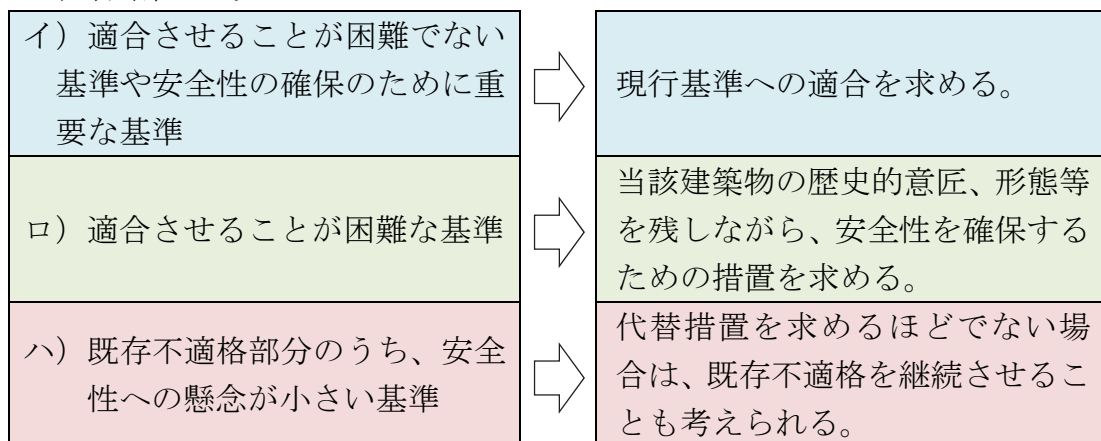 イ）適合させることが困難でない
基準や安全性の確保のために重
要な基準
現行基準への適合を求める。
ロ）適合させることが困難な基準
当該建築物の歴史的意匠、形態等
を残しながら、安全性を確保する
ための措置を求める。
ハ）既存不適格部分のうち、安全
性への懸念が小さい基準
代替措置を求めるほどでない場
合は、既存不適格を継続させるこ
とも考えられる。